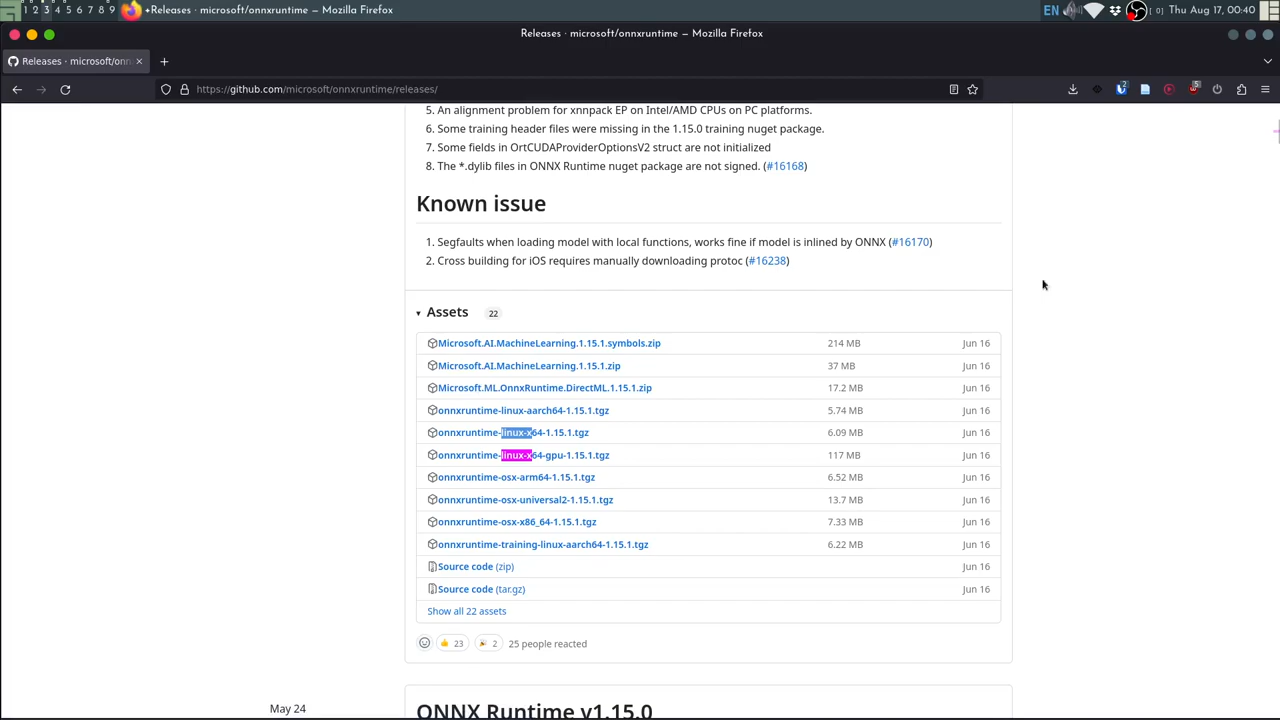 1 2 3 4 5 6 7 8 9 +Releases · microsoft/onnxruntime — Mozilla Firefox EN [ 0] Thu Aug 17, 00:40
Releases · microsoft/onnxruntime — Mozilla Firefox
Releases · microsoft/onn
https://github.com/microsoft/onnxruntime/releases/ 2 5
5. An alignment problem for xnnpack EP on Intel/AMD CPUs on PC platforms.
6. Some training header files were missing in the 1.15.0 training nuget package.
7. Some fields in OrtCUDAProviderOptionsV2 struct are not initialized
8. The *.dylib files in ONNX Runtime nuget package are not signed. (#16168)
Known issue
1. Segfaults when loading model with local functions, works fine if model is inlined by ONNX (#16170)
2. Cross building for iOS requires manually downloading protoc (#16238)
Assets 22
Microsoft.AI.MachineLearning.1.15.1.symbols.zip 214 MB Jun 16
Microsoft.AI.MachineLearning.1.15.1.zip 37 MB Jun 16
Microsoft.ML.OnnxRuntime.DirectML.1.15.1.zip 17.2 MB Jun 16
onnxruntime-linux-aarch64-1.15.1.tgz 5.74 MB Jun 16
onnxruntime-linux-x64-1.15.1.tgz 6.09 MB Jun 16
onnxruntime-linux-x64-gpu-1.15.1.tgz 117 MB Jun 16
onnxruntime-osx-arm64-1.15.1.tgz 6.52 MB Jun 16
onnxruntime-osx-universal2-1.15.1.tgz 13.7 MB Jun 16
onnxruntime-osx-x86_64-1.15.1.tgz 7.33 MB Jun 16
onnxruntime-training-linux-aarch64-1.15.1.tgz 6.22 MB Jun 16
Source code (zip) Jun 16
Source code (tar.gz) Jun 16
Show all 22 assets
23 2 25 people reacted
May 24 ONNX Runtime v1.15.0